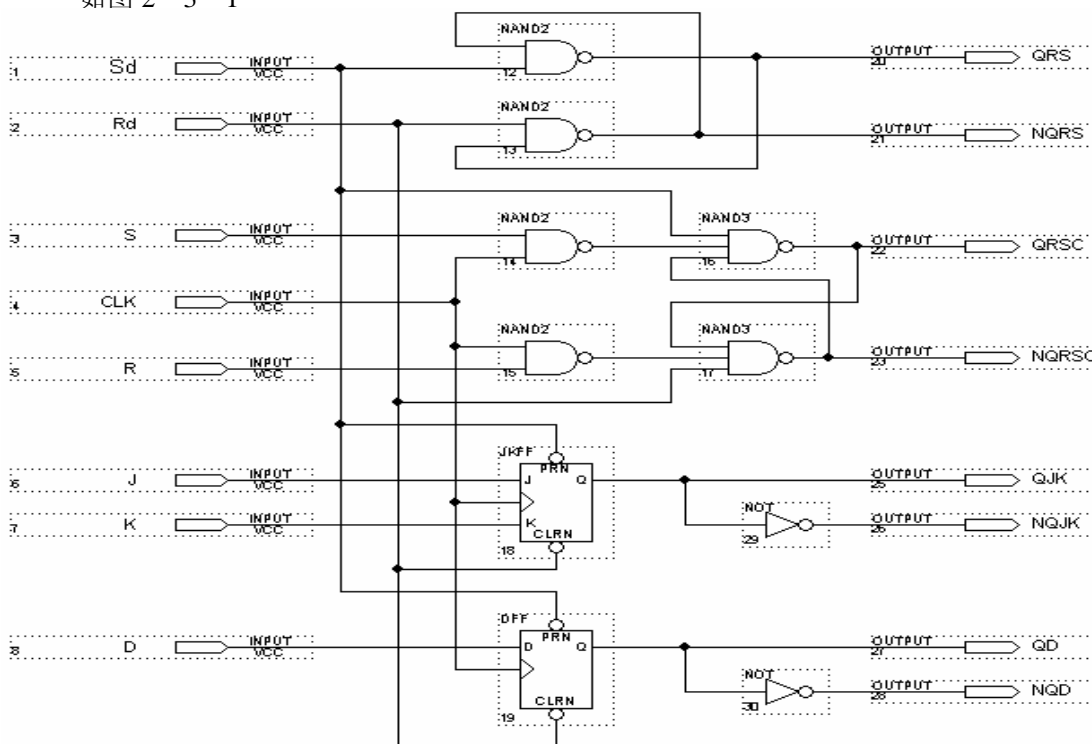 如图 2-3-1
NAND2
1 Sd INPUT VCC 12 OUTPUT 20 QRS
NAND2
2 Rd INPUT VCC 13 OUTPUT 21 NQRS
NAND2 NAND3
3 S INPUT VCC 14 16 OUTPUT 22 QRSC
4 CLK INPUT VCC
NAND2 NAND3
5 R INPUT VCC 15 17 OUTPUT 23 NQRSC
JKFF
PRN
6 J INPUT VCC J Q OUTPUT 25 QJK
NOT
7 K INPUT VCC K 29 OUTPUT 26 NQJK
CLRN
18
DFF
PRN
8 D INPUT VCC D Q OUTPUT 27 QD
NOT
30 OUTPUT 28 NQD
CLRN
19